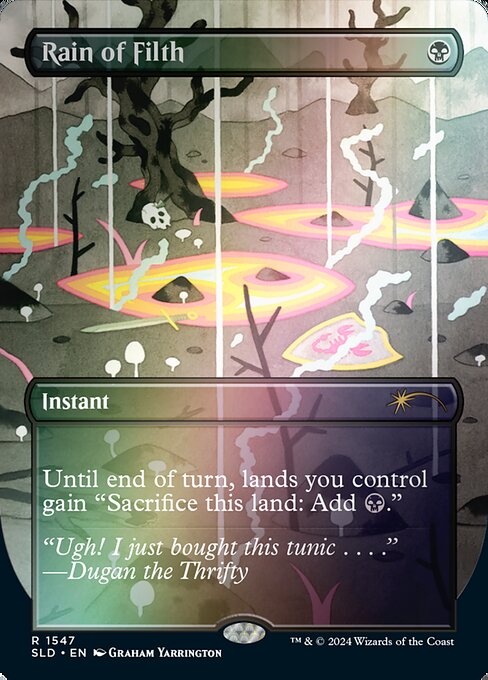 Rain of Filth
Instant
Until end of turn, lands you control
gain “Sacrifice this land: Add .”
“Ugh! I just bought this tunic . . . .”
—Dugan the Thrifty
R 1547
SLD • EN GRAHAM YARRINGTON
™ & © 2024 Wizards of the Coast